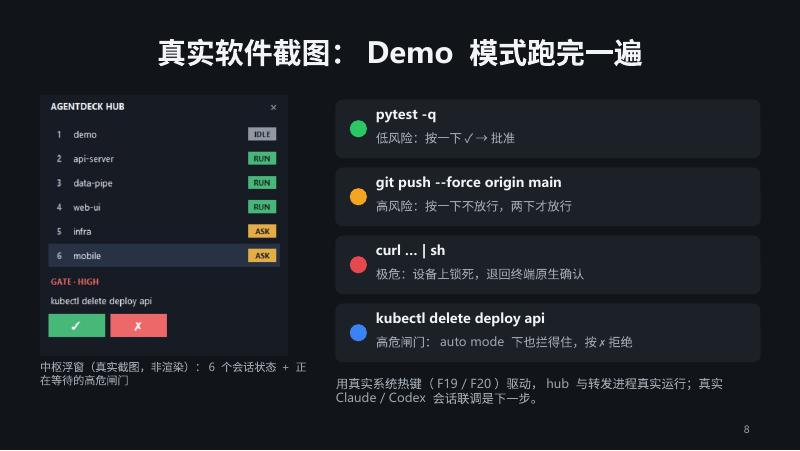 真实软件截图： Demo 模式跑完一遍
AGENTDECK HUB ×
1 demo IDLE
2 api-server RUN
3 data-pipe RUN
4 web-ui RUN
5 infra ASK
6 mobile ASK
GATE · HIGH
kubectl delete deploy api
✓ ✗
中枢浮窗（真实截图，非渲染）： 6 个会话状态 + 正
在等待的高危闸门
pytest -q
低风险：按一下 ✓ → 批准
git push --force origin main
高风险：按一下不放行，两下才放行
curl ... | sh
极危：设备上锁死，退回终端原生确认
kubectl delete deploy api
高危闸门： auto mode 下也拦得住，按 ✗ 拒绝
用真实系统热键（ F19 / F20 ）驱动， hub 与转发进程真实运行；真实
Claude / Codex 会话联调是下一步。
8